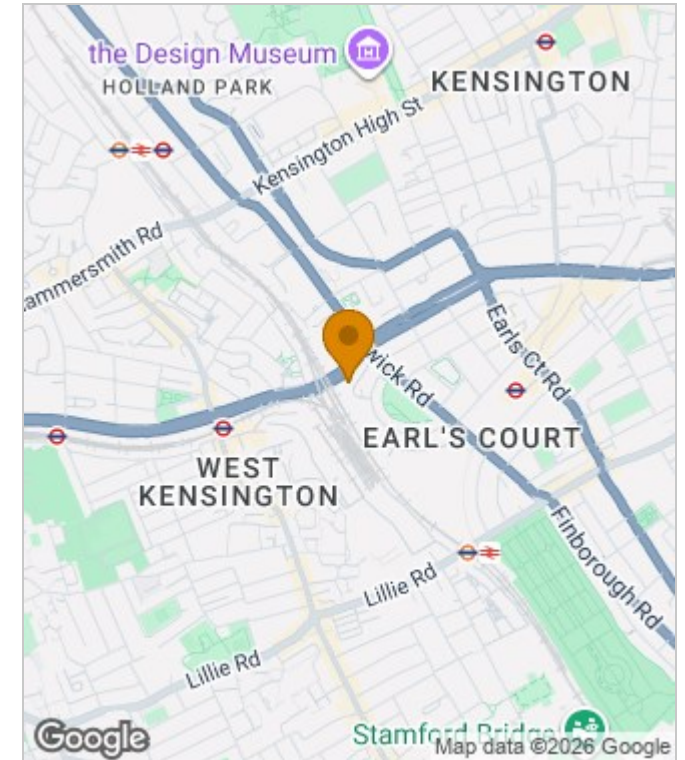 the Design Museum
HOLLAND PARK
KENSINGTON
Kensington High St
ammersmith Rd
wick Rd
Earls Ct Rd
EARL'S COURT
WEST
KENSINGTON
Finborough Rd
Lillie Rd
Lillie Rd
Stamford Bridge
Google
Map data ©2026 Google